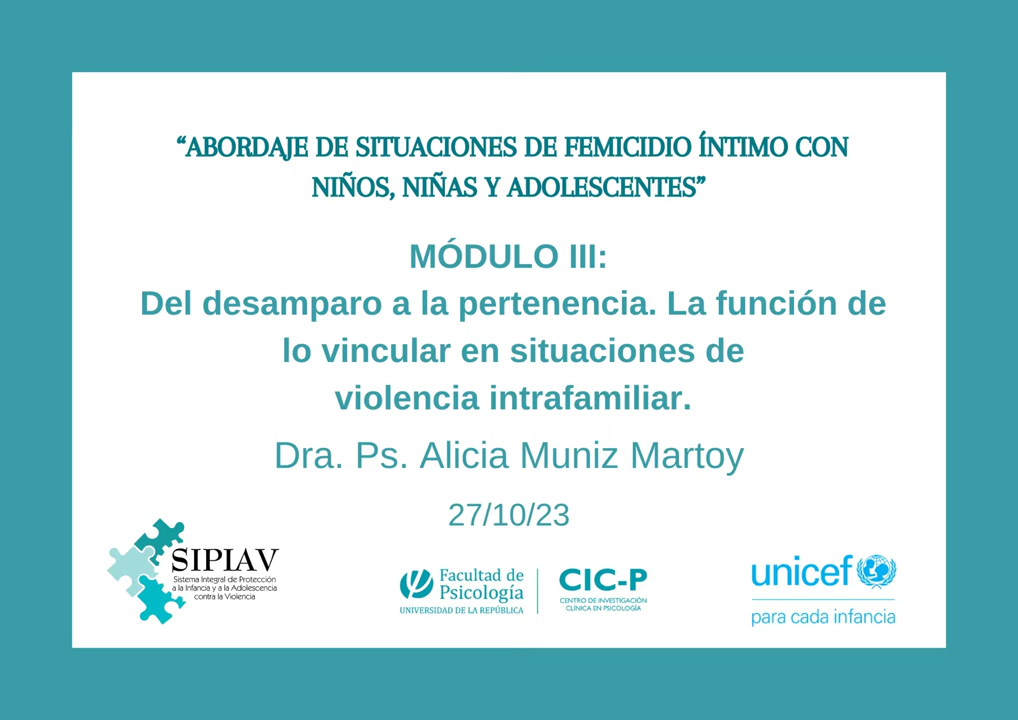 “ABORDAJE DE SITUACIONES DE FEMICIDIO ÍNTIMO CON
NIÑOS, NIÑAS Y ADOLESCENTES”
MÓDULO III:
Del desamparo a la pertenencia. La función de
lo vincular en situaciones de
violencia intrafamiliar.
Dra. Ps. Alicia Muniz Martoy
27/10/23
SIPIAV
Sistema Integral de Protección
a la Infancia y a la Adolescencia
contra la Violencia
Facultad de
Psicología
UNIVERSIDAD DE LA REPÚBLICA
CIC-P
CENTRO DE INVESTIGACIÓN
CLÍNICA EN PSICOLOGÍA
unicef
para cada infancia